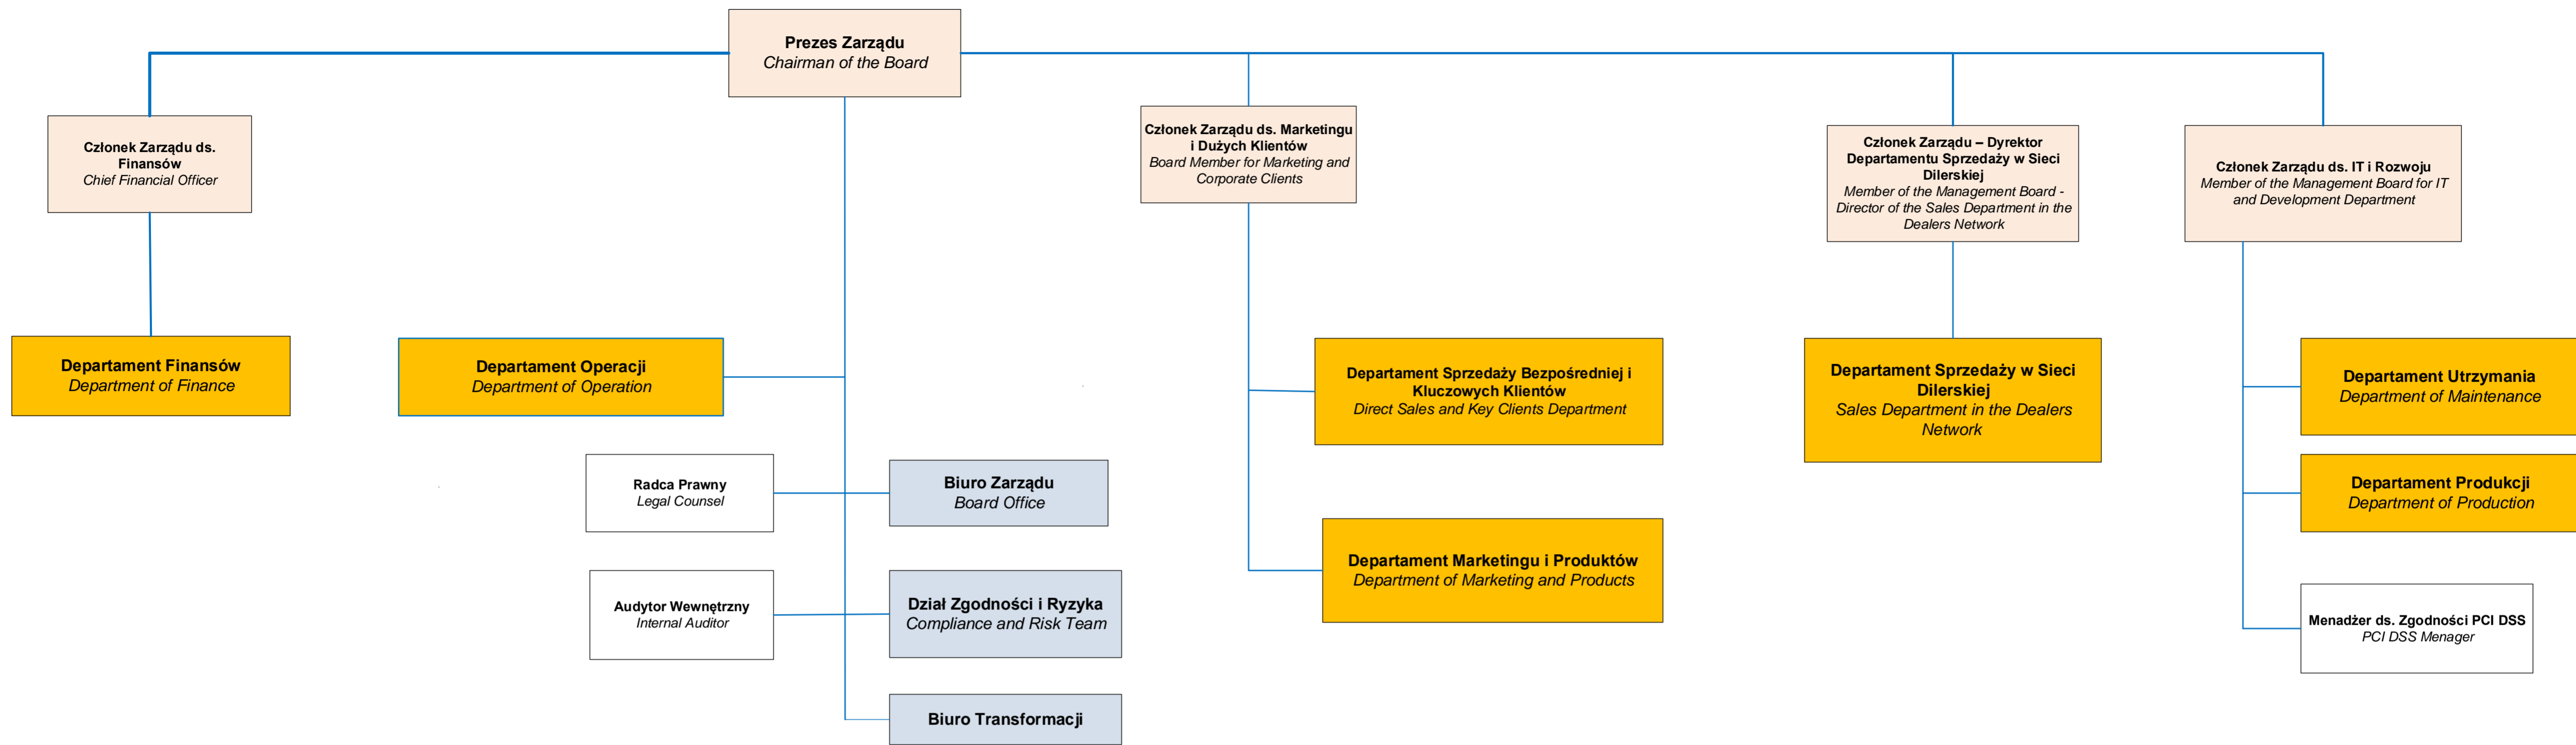 Prezes Zarządu
Chairman of the Board
Członek Zarządu ds.
Finansów
Chief Financial Officer
Członek Zarządu ds. Marketingu
i Dużych Klientów
Board Member for Marketing and
Corporate Clients
Członek Zarządu – Dyrektor
Departamentu Sprzedaży w Sieci
Dilerskiej
Member of the Management Board -
Director of the Sales Department in the
Dealers Network
Członek Zarządu ds. IT i Rozwoju
Member of the Management Board for IT
and Development Department
Departament Finansów
Department of Finance
Departament Operacji
Department of Operation
Departament Sprzedaży Bezpośredniej i
Kluczowych Klientów
Direct Sales and Key Clients Department
Departament Sprzedaży w Sieci
Dilerskiej
Sales Department in the Dealers
Network
Departament Utrzymania
Department of Maintenance
Radca Prawny
Legal Counsel
Biuro Zarządu
Board Office
Departament Produkcji
Department of Production
Departament Marketingu i Produktów
Department of Marketing and Products
Audytor Wewnętrzny
Internal Auditor
Dział Zgodności i Ryzyka
Compliance and Risk Team
Menadżer ds. Zgodności PCI DSS
PCI DSS Menager
Biuro Transformacji